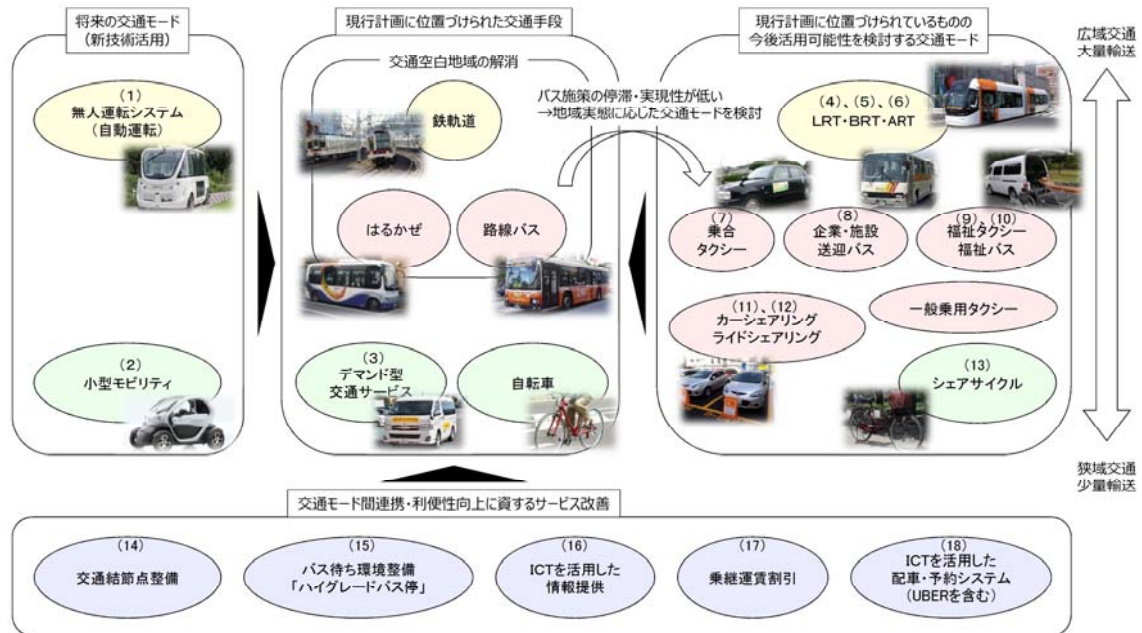 将来の交通モード
(新技術活用)
(1)
無人運転システム
(自動運転)
(2)
小型モビリティ
現行計画に位置づけられた交通手段
交通空白地域の解消
鉄軌道
はるかぜ
路線バス
(3)
デマンド型
交通サービス
自転車
バス施策の停滞・実現性が低い
→地域実態に応じた交通モードを検討
現行計画に位置づけられているものの
今後活用可能性を検討する交通モード
(4)、(5)、(6)
LRT・BRT・ART
(7)
乗合
タクシー
(8)
企業・施設
送迎バス
(9)、(10)
福祉タクシー
福祉バス
(11)、(12)
カーシェアリング
ライドシェアリング
一般乗用タクシー
(13)
シェアサイクル
広域交通
大量輸送
狭域交通
少量輸送
交通モード間連携・利便性向上に資するサービス改善
(14)
交通結節点整備
(15)
バス待ち環境整備
「ハイグレードバス停」
(16)
ICTを活用した
情報提供
(17)
乗継運賃割引
(18)
ICTを活用した
配車・予約システム
(UBERを含む)